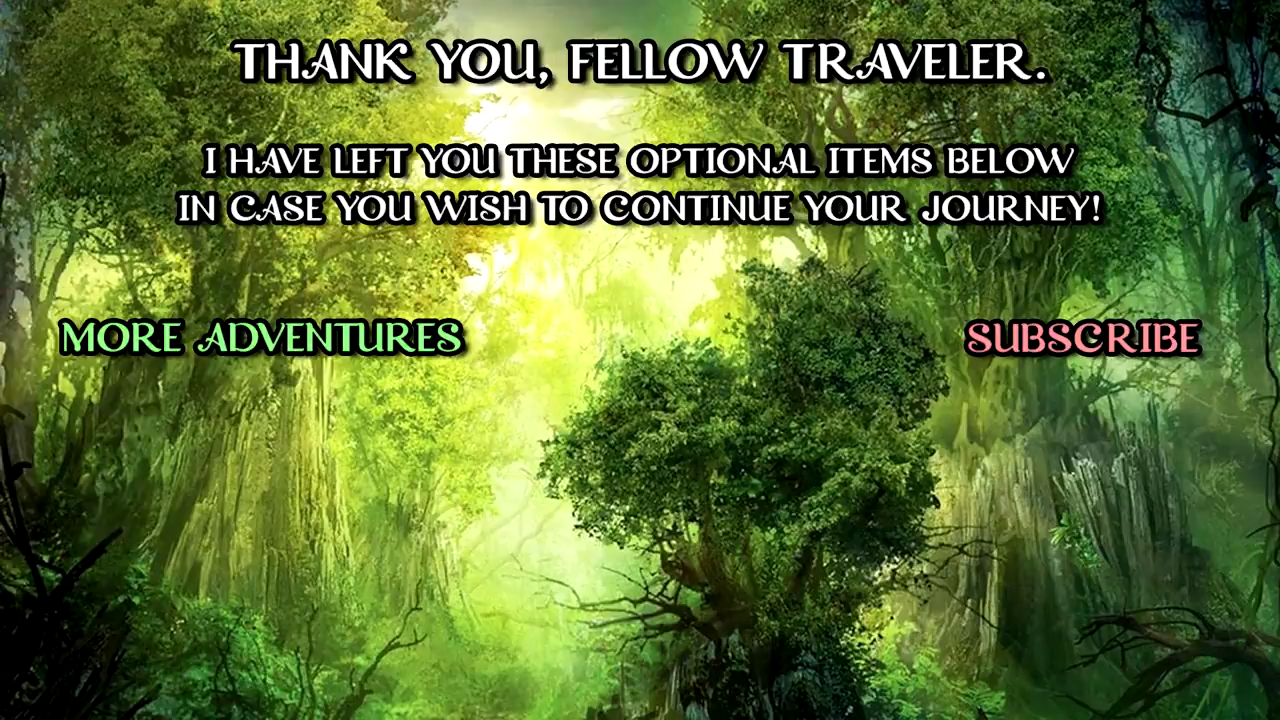 THANK YOU, FELLOW TRAVELER.
I HAVE LEFT YOU THESE OPTIONAL ITEMS BELOW
IN CASE YOU WISH TO CONTINUE YOUR JOURNEY!
MORE ADVENTURES
SUBSCRIBE